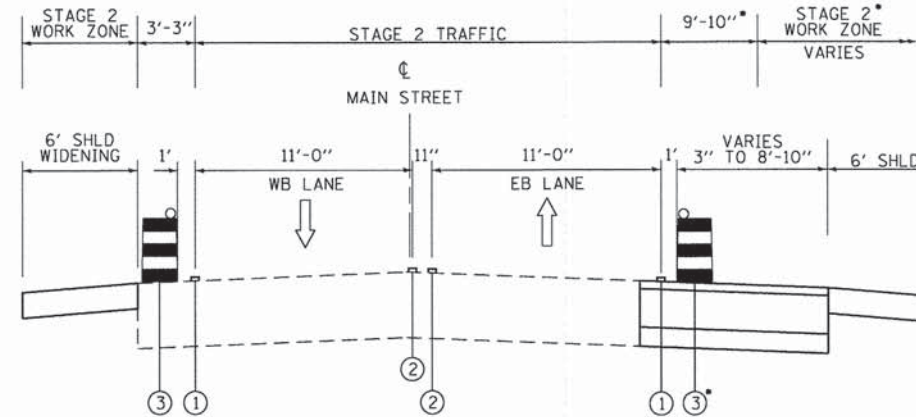 STAGE 2
WORK ZONE
3'-3"
STAGE 2 TRAFFIC
9'-10"*
STAGE 2*
WORK ZONE
VARIES
℄
MAIN STREET
6' SHLD
WIDENING
1'
11'-0"
11"
11'-0"
1'
VARIES
3" TO 8'-10"
6' SHLD
WB LANE
EB LANE
2
3
1
2
1
3*